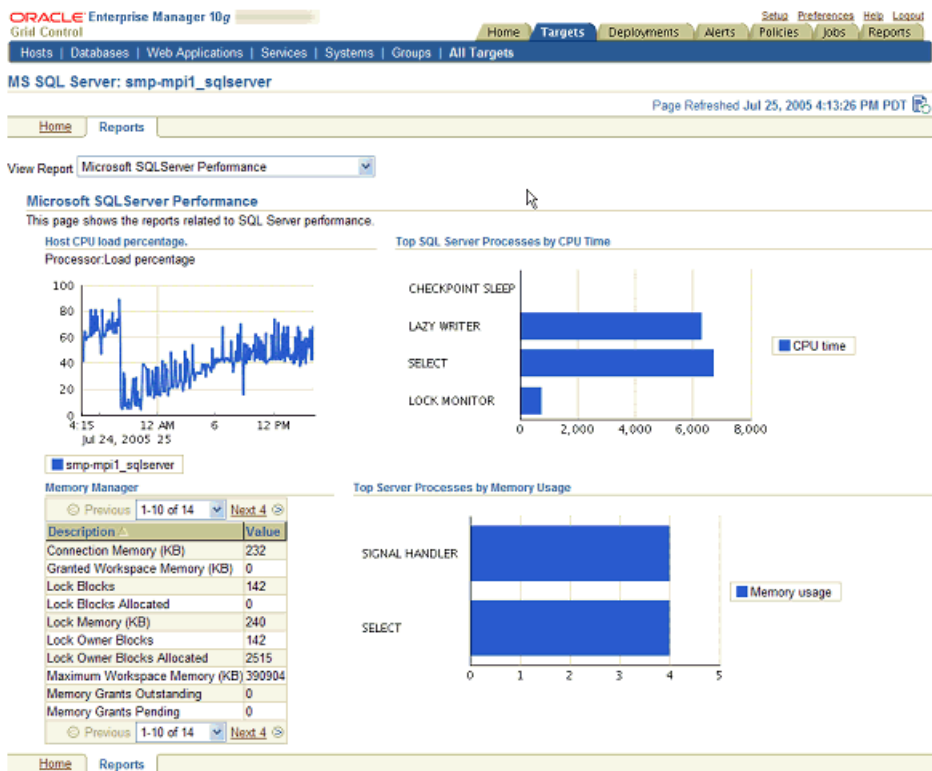 ORACLE Enterprise Manager 10g
Grid Control
Setup Preferences Help Logout
Home Targets Deployments Alerts Policies Jobs Reports
Hosts | Databases | Web Applications | Services | Systems | Groups | All Targets
MS SQL Server: smp-mpi1_sqlserver
Page Refreshed Jul 25, 2005 4:13:26 PM PDT
Home Reports
View Report Microsoft SQLServer Performance
Microsoft SQLServer Performance
This page shows the reports related to SQL Server performance.
Host CPU load percentage.
Processor:Load percentage
100
80
60
40
20
0
4:15 12 AM 6 12 PM
Jul 24, 2005 25
smp-mpi1_sqlserver
Top SQL Server Processes by CPU Time
CHECKPOINT SLEEP
LAZY WRITER
SELECT
LOCK MONITOR
0 2,000 4,000 6,000 8,000
CPU time
Memory Manager
Previous 1-10 of 14 Next 4
Description Value
Connection Memory (KB) 232
Granted Workspace Memory (KB) 0
Lock Blocks 142
Lock Blocks Allocated 0
Lock Memory (KB) 240
Lock Owner Blocks 142
Lock Owner Blocks Allocated 2515
Maximum Workspace Memory (KB) 390904
Memory Grants Outstanding 0
Memory Grants Pending 0
Previous 1-10 of 14 Next 4
Top Server Processes by Memory Usage
SIGNAL HANDLER
SELECT
0 1 2 3 4 5
Memory usage
Home Reports